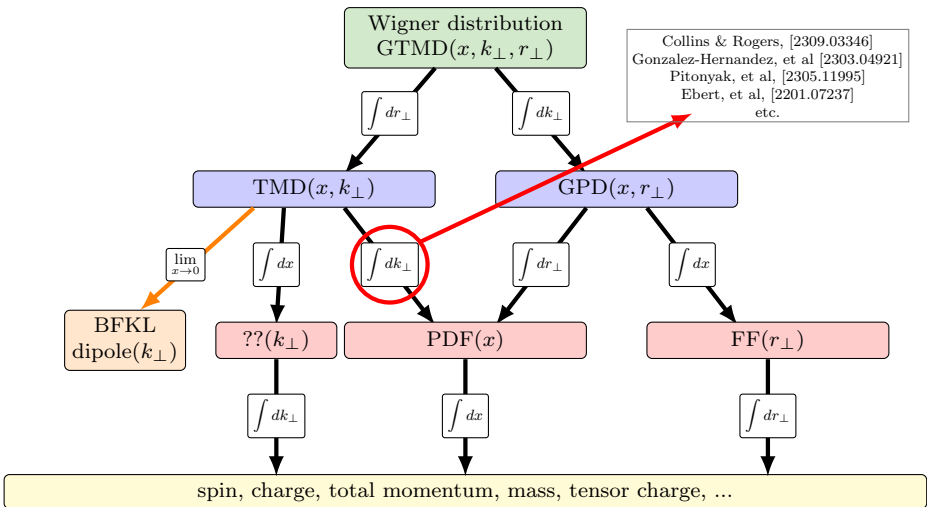 Wigner distribution
GTMD(x, k⊥, r⊥)
Collins & Rogers, [2309.03346]
Gonzalez-Hernandez, et al [2303.04921]
Pitonyak, et al, [2305.11995]
Ebert, et al, [2201.07237]
etc.
∫ dr⊥
∫ dk⊥
TMD(x, k⊥)
GPD(x, r⊥)
lim
x→0
∫ dx
∫ dk⊥
∫ dr⊥
∫ dx
BFKL
dipole(k⊥)
??(k⊥)
PDF(x)
FF(r⊥)
∫ dk⊥
∫ dx
∫ dr⊥
spin, charge, total momentum, mass, tensor charge, ...